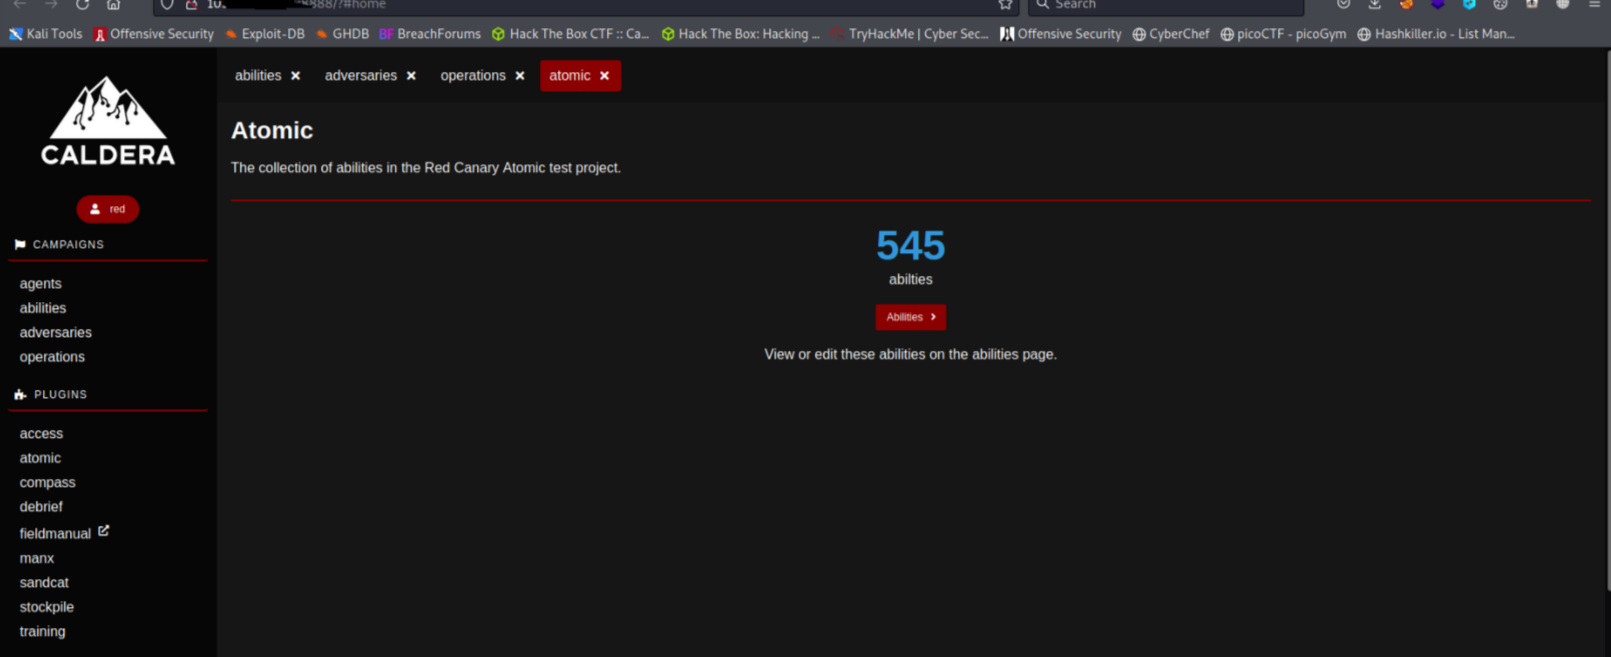 888/?#home
Search
Kali Tools Offensive Security Exploit-DB GHDB BF BreachForums Hack The Box CTF :: Ca... Hack The Box: Hacking ... TryHackMe | Cyber Sec... Offensive Security CyberChef picoCTF - picoGym Hashkiller.io - List Man...
abilities × adversaries × operations × atomic ×
CALDERA
red
CAMPAIGNS
agents
abilities
adversaries
operations
PLUGINS
access
atomic
compass
debrief
fieldmanual
manx
sandcat
stockpile
training
Atomic
The collection of abilities in the Red Canary Atomic test project.
545
abilties
Abilities >
View or edit these abilities on the abilities page.